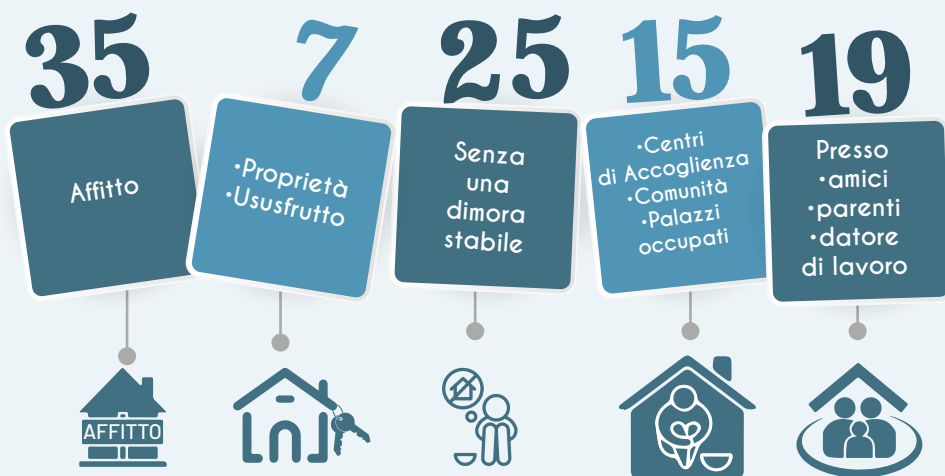 35
Affitto
7
•Proprietà
•Ususfrutto
25
Senza
una
dimora
stabile
15
•Centri
di Accoglienza
•Comunità
•Palazzi
occupati
19
Presso
•amici
•parenti
•datore
di lavoro
AFFITTO